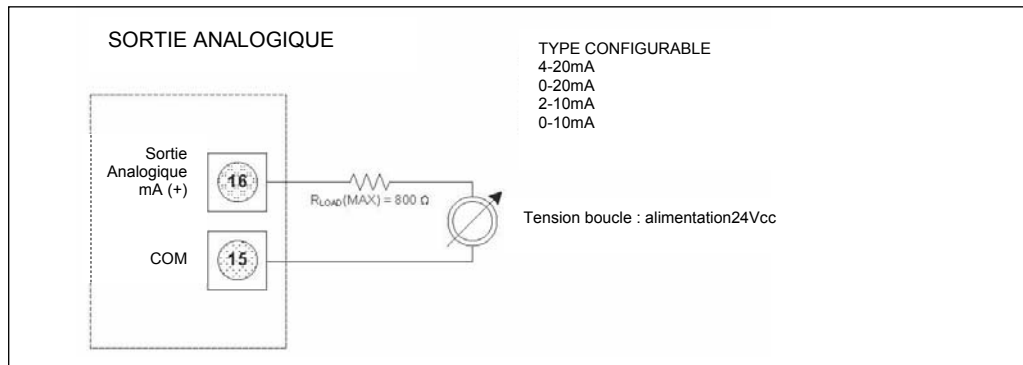 SORTIE ANALOGIQUE
TYPE CONFIGURABLE
4-20mA
0-20mA
2-10mA
0-10mA
Sortie
Analogique
mA (+)
16
R_LOAD(MAX) = 800 Ω
Tension boucle : alimentation24Vcc
COM
15